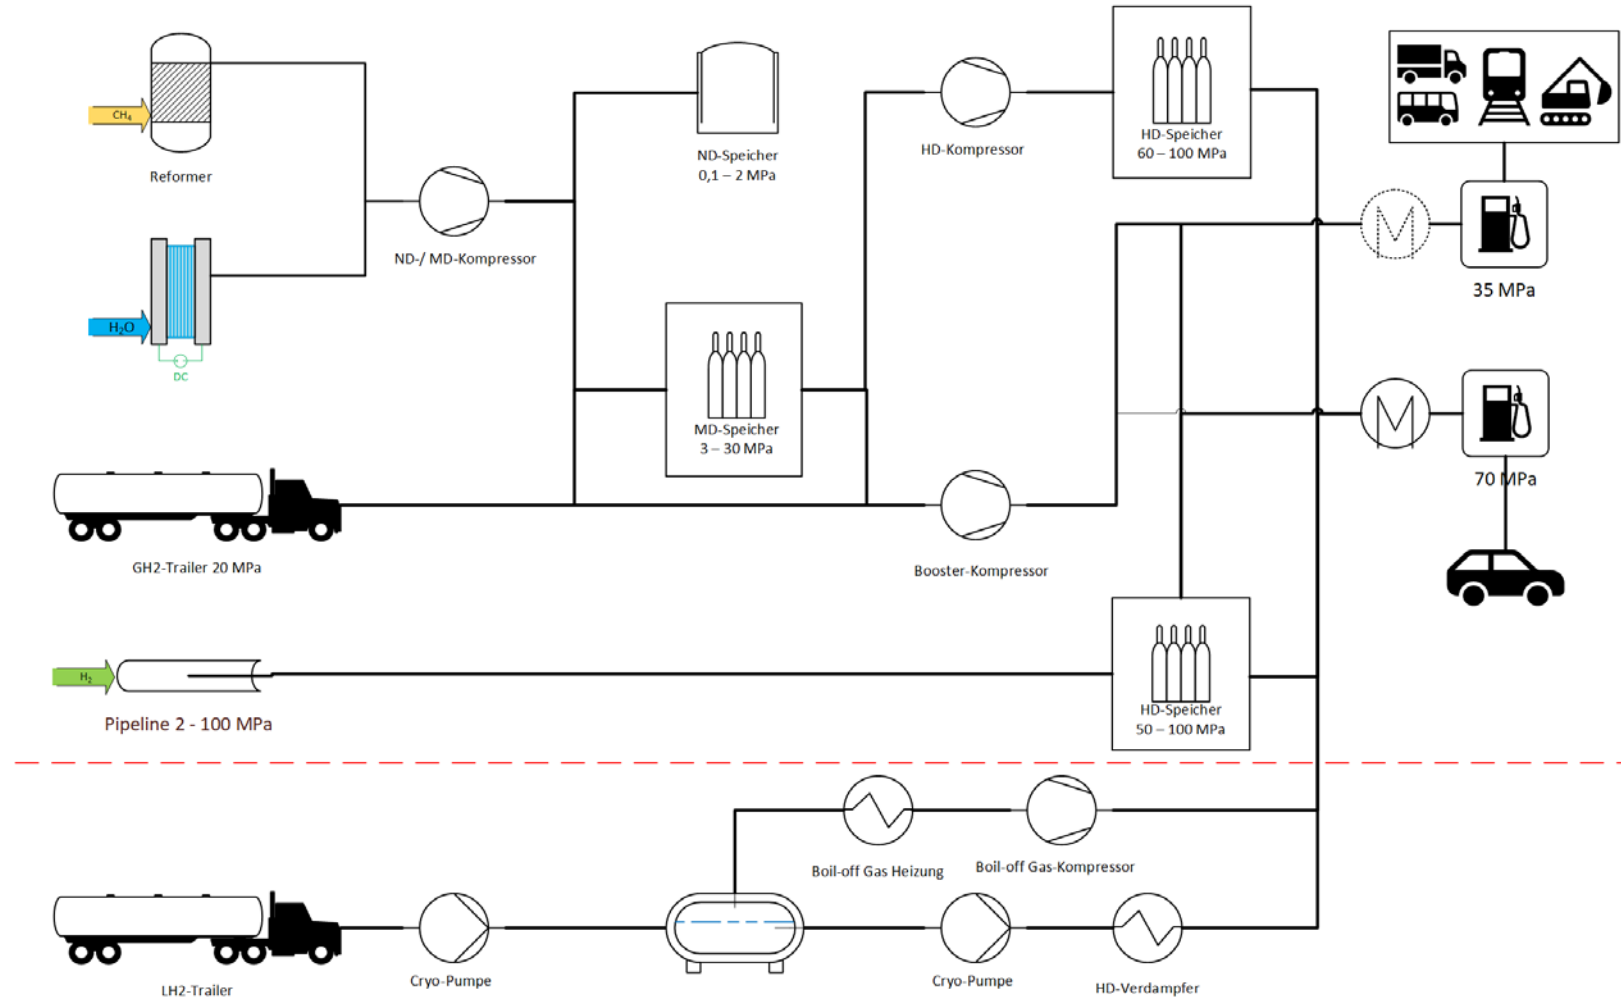 CH₄
Reformer
H₂O
DC
ND-/ MD-Kompressor
ND-Speicher
0,1 – 2 MPa
MD-Speicher
3 – 30 MPa
HD-Kompressor
HD-Speicher
60 – 100 MPa
35 MPa
70 MPa
GH2-Trailer 20 MPa
Booster-Kompressor
H₂
Pipeline 2 - 100 MPa
HD-Speicher
50 – 100 MPa
Boil-off Gas Heizung
Boil-off Gas-Kompressor
LH2-Trailer
Cryo-Pumpe
Cryo-Pumpe
HD-Verdampfer